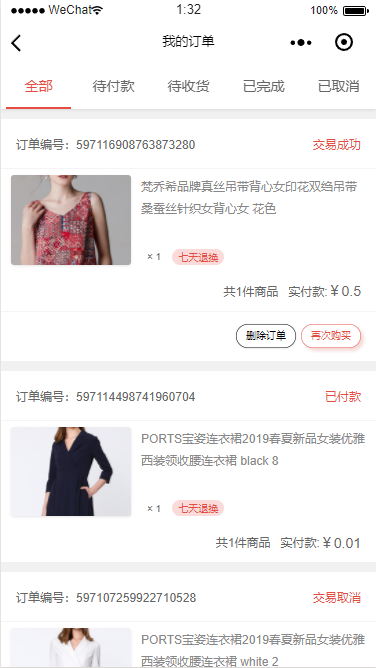 ●●●●● WeChat 1:32 100%
我的订单
全部 待付款 待收货 已完成 已取消
订单编号：597116908763873280 交易成功
梵乔希品牌真丝吊带背心女印花双绉吊带
桑蚕丝针织女背心女 花色
× 1 七天退换
共1件商品 实付款:￥0.5
删除订单 再次购买
订单编号：597114498741960704 已付款
PORTS宝姿连衣裙2019春夏新品女装优雅
西装领收腰连衣裙 black 8
× 1 七天退换
共1件商品 实付款:￥0.01
订单编号：597107259922710528 交易取消
PORTS宝姿连衣裙2019春夏新品女装优雅
西装领收腰连衣裙 white 2